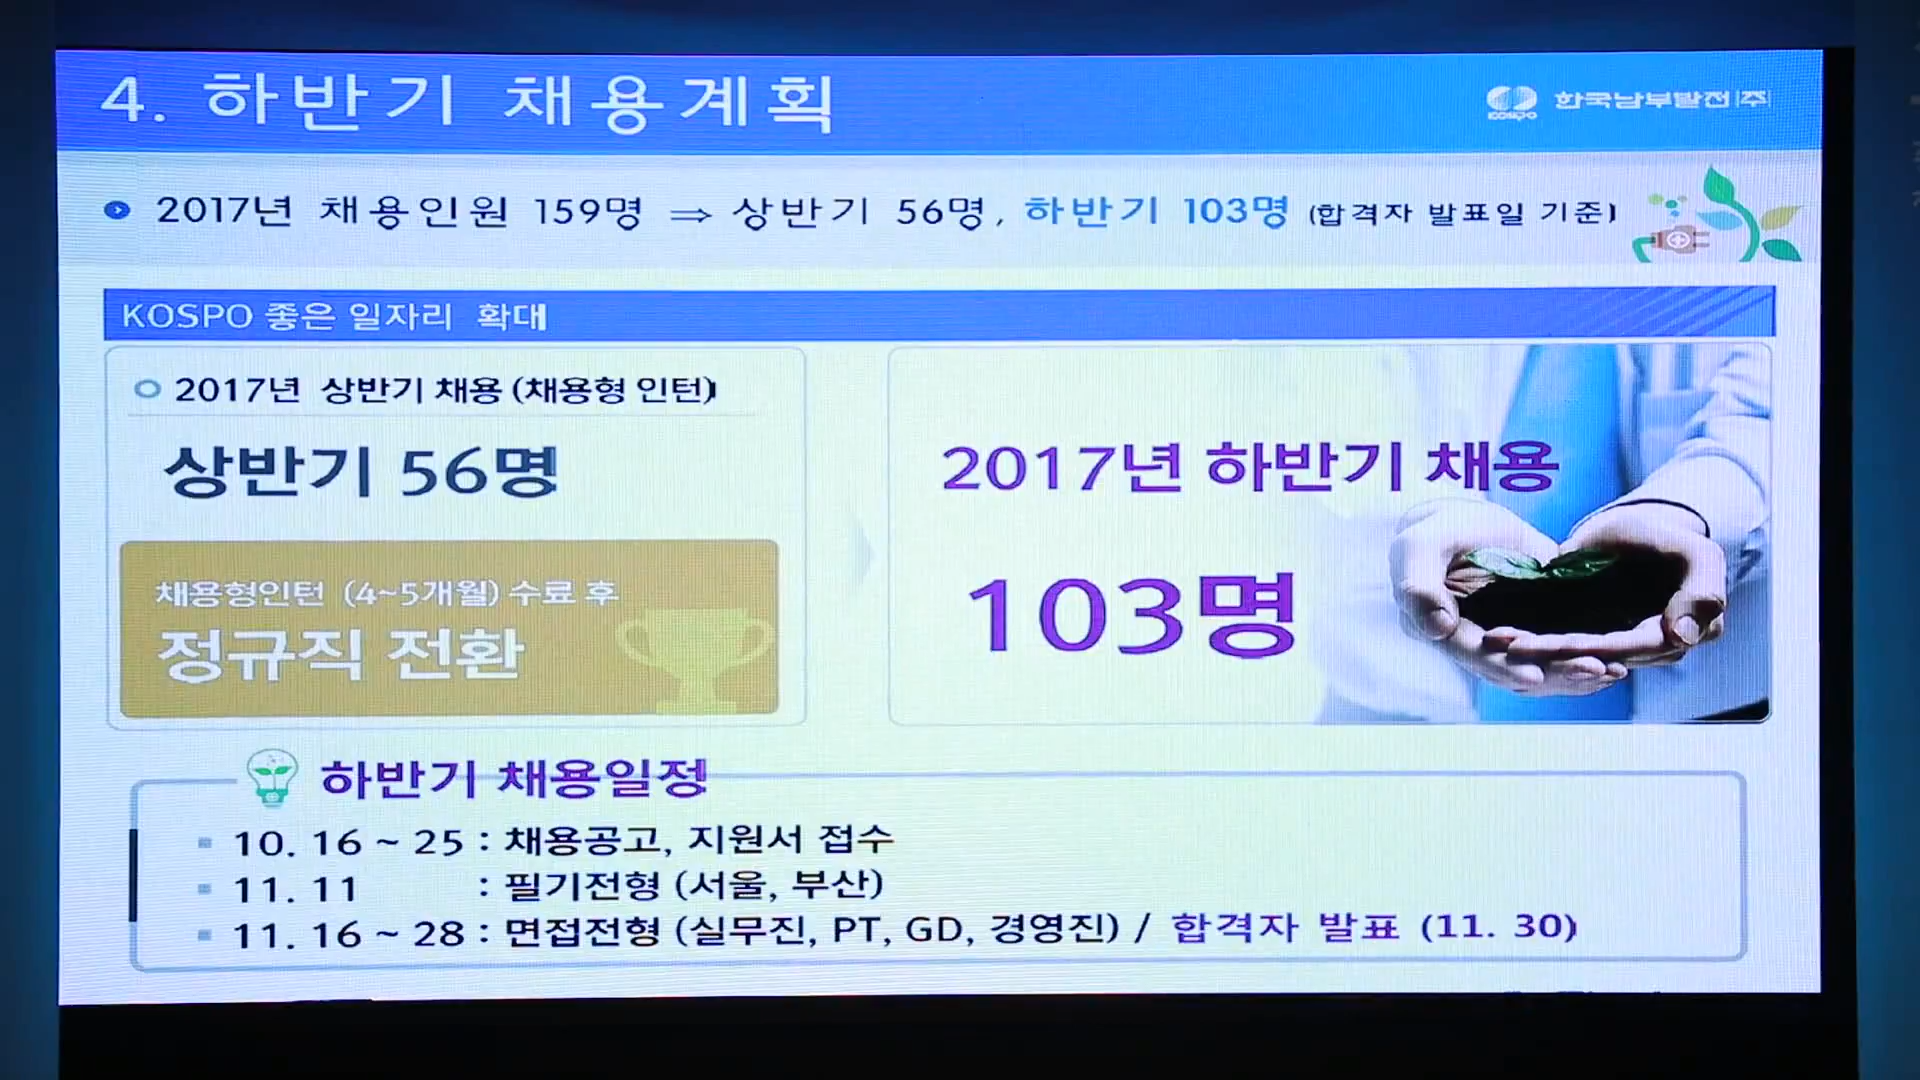 4. 하반기 채용계획
KOSPO 한국남부발전(주)
2017년 채용인원 159명 ⇒ 상반기 56명, 하반기 103명 (합격자 발표일 기준)
KOSPO 좋은 일자리 확대
2017년 상반기 채용 (채용형 인턴)
상반기 56명
채용형인턴 (4~5개월) 수료 후
정규직 전환
2017년 하반기 채용
103명
하반기 채용일정
10. 16 ~ 25 : 채용공고, 지원서 접수
11. 11 : 필기전형 (서울, 부산)
11. 16 ~ 28 : 면접전형 (실무진, PT, GD, 경영진) / 합격자 발표 (11. 30)